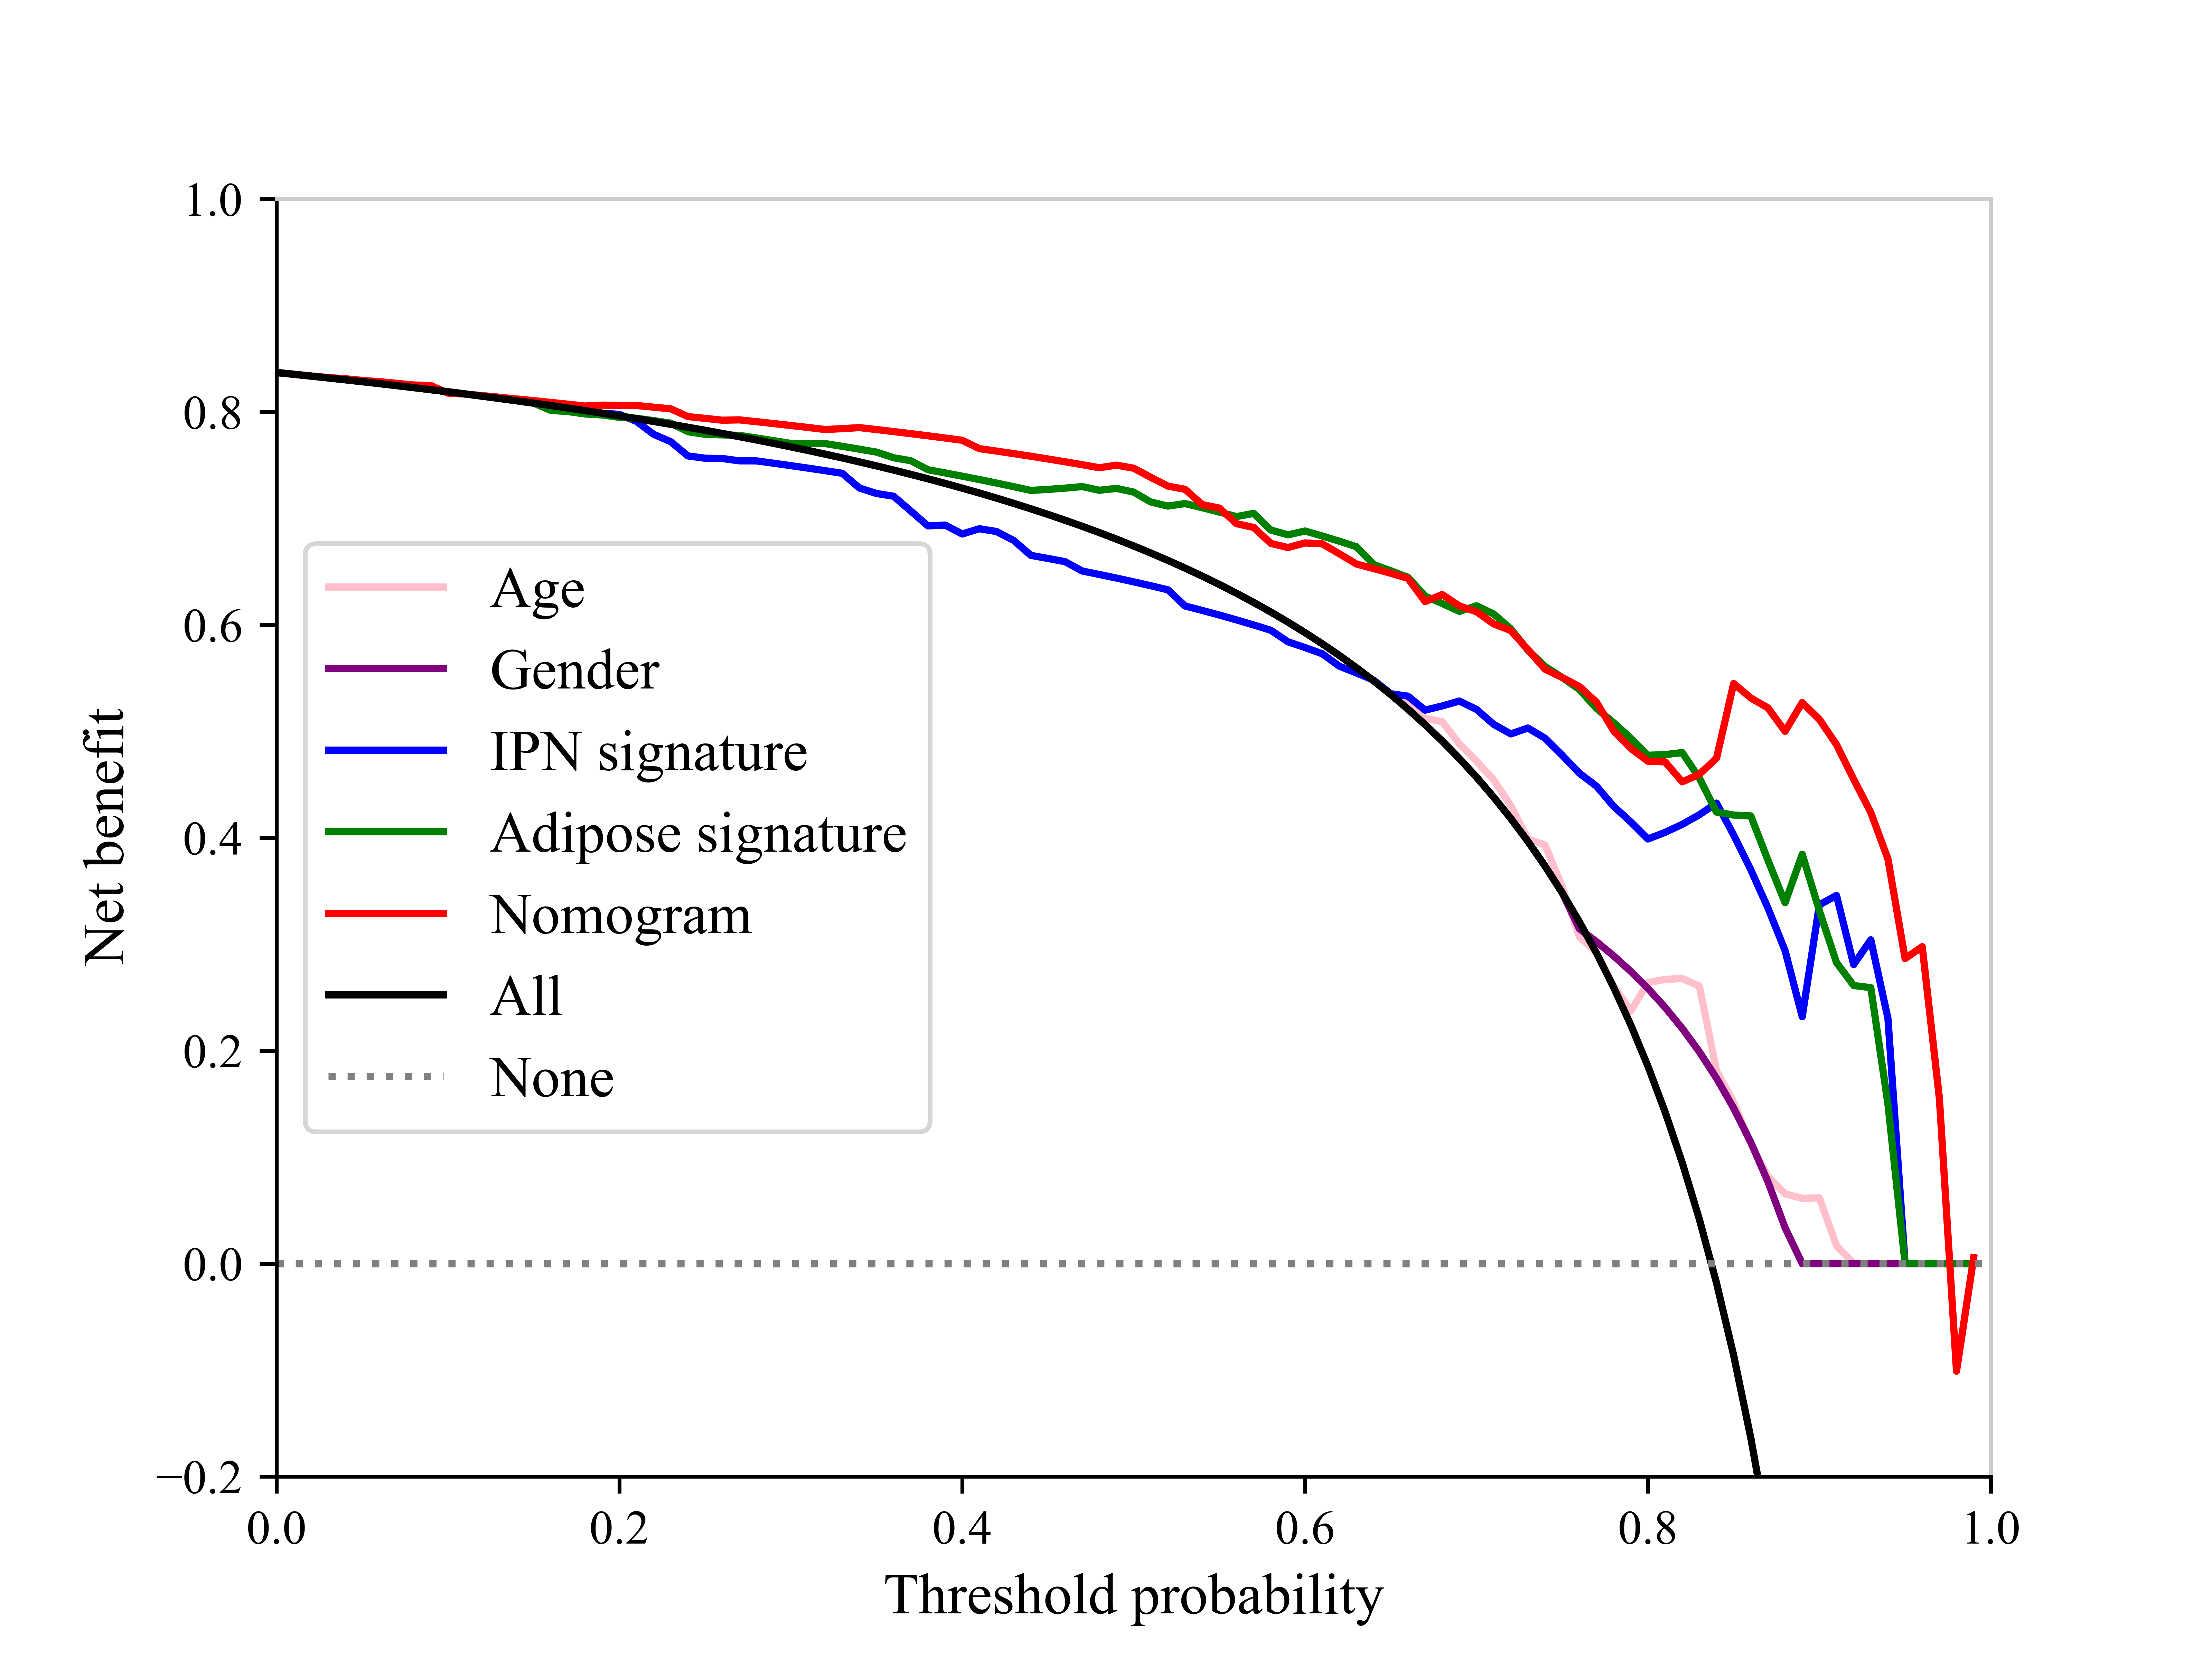 1.0
0.8
0.6
0.4
0.2
0.0
−0.2
Net benefit
Age
Gender
IPN signature
Adipose signature
Nomogram
All
None
0.0 0.2 0.4 0.6 0.8 1.0
Threshold probability